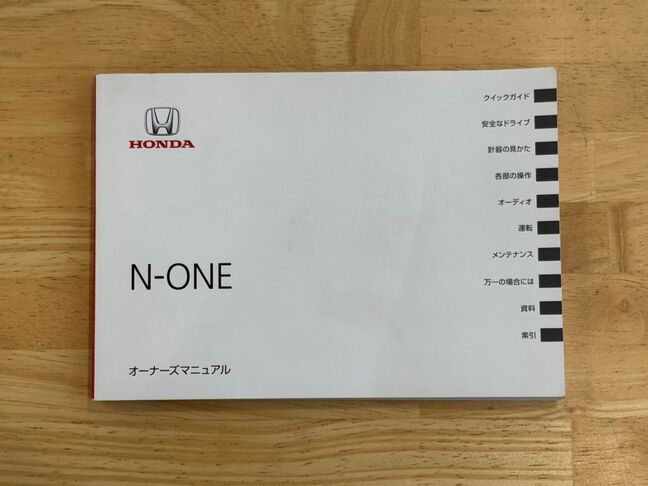 HONDA
N-ONE
オーナーズマニュアル
クイックガイド
安全なドライブ
計器の見かた
各部の操作
オーディオ
運転
メンテナンス
万一の場合には
資料
索引